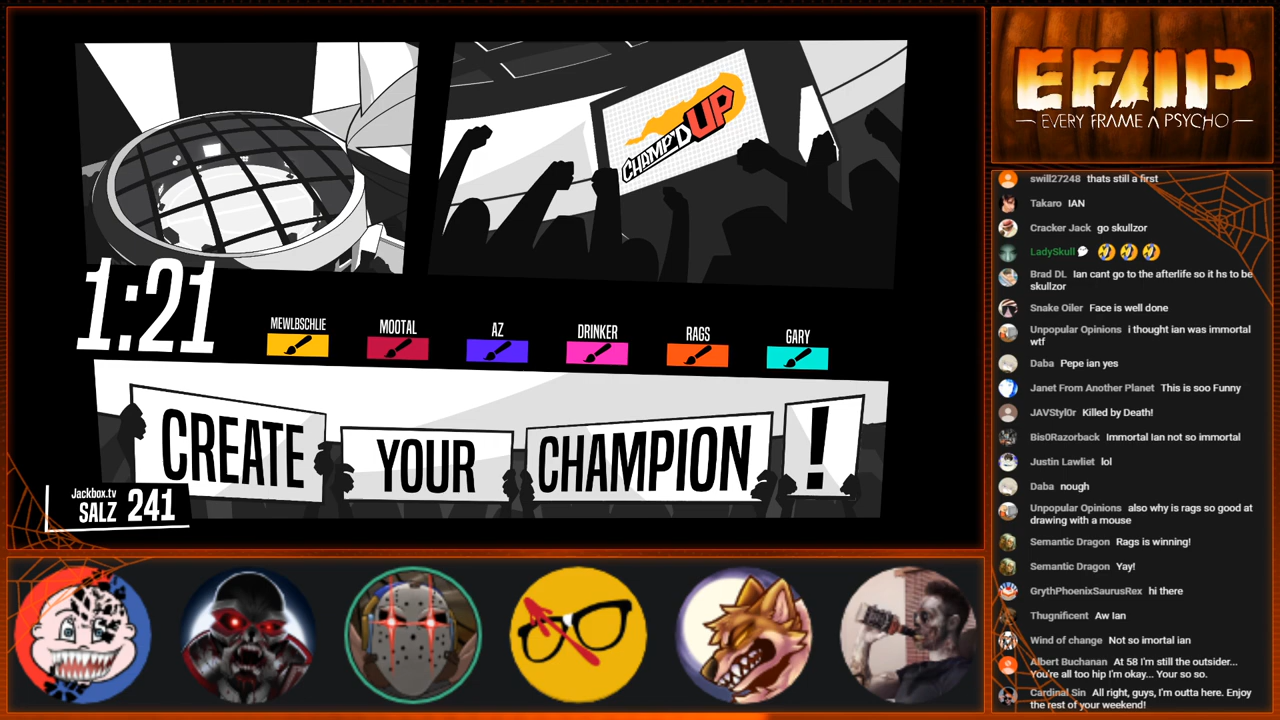 CHAMP'D UP
1:21
MEWLBSCHLIE
MOOTAL
AZ
DRINKER
RAGS
GARY
CREATE YOUR CHAMPION !
Jackbox.tv
SALZ 241
EFAP
EVERY FRAME A PSYCHO
swill27248 thats still a first
Takaro IAN
Cracker Jack go skullzor
LadySkull 🤣🤣🤣
Brad DL Ian cant go to the afterlife so it hs to be
skullzor
Snake Oiler Face is well done
Unpopular Opinions i thought ian was immortal
wtf
Daba Pepe ian yes
Janet From Another Planet This is soo Funny
JAVStyl0r Killed by Death!
Bis0Razorback Immortal Ian not so immortal
Justin Lawliet lol
Daba nough
Unpopular Opinions also why is rags so good at
drawing with a mouse
Semantic Dragon Rags is winning!
Semantic Dragon Yay!
GrythPhoenixSaurusRex hi there
Thugnificent Aw Ian
Wind of change Not so imortal ian
Albert Buchanan At 58 I'm still the outsider...
You're all too hip I'm okay... Your so so.
Cardinal Sin All right, guys, I'm outta here. Enjoy
the rest of your weekend!